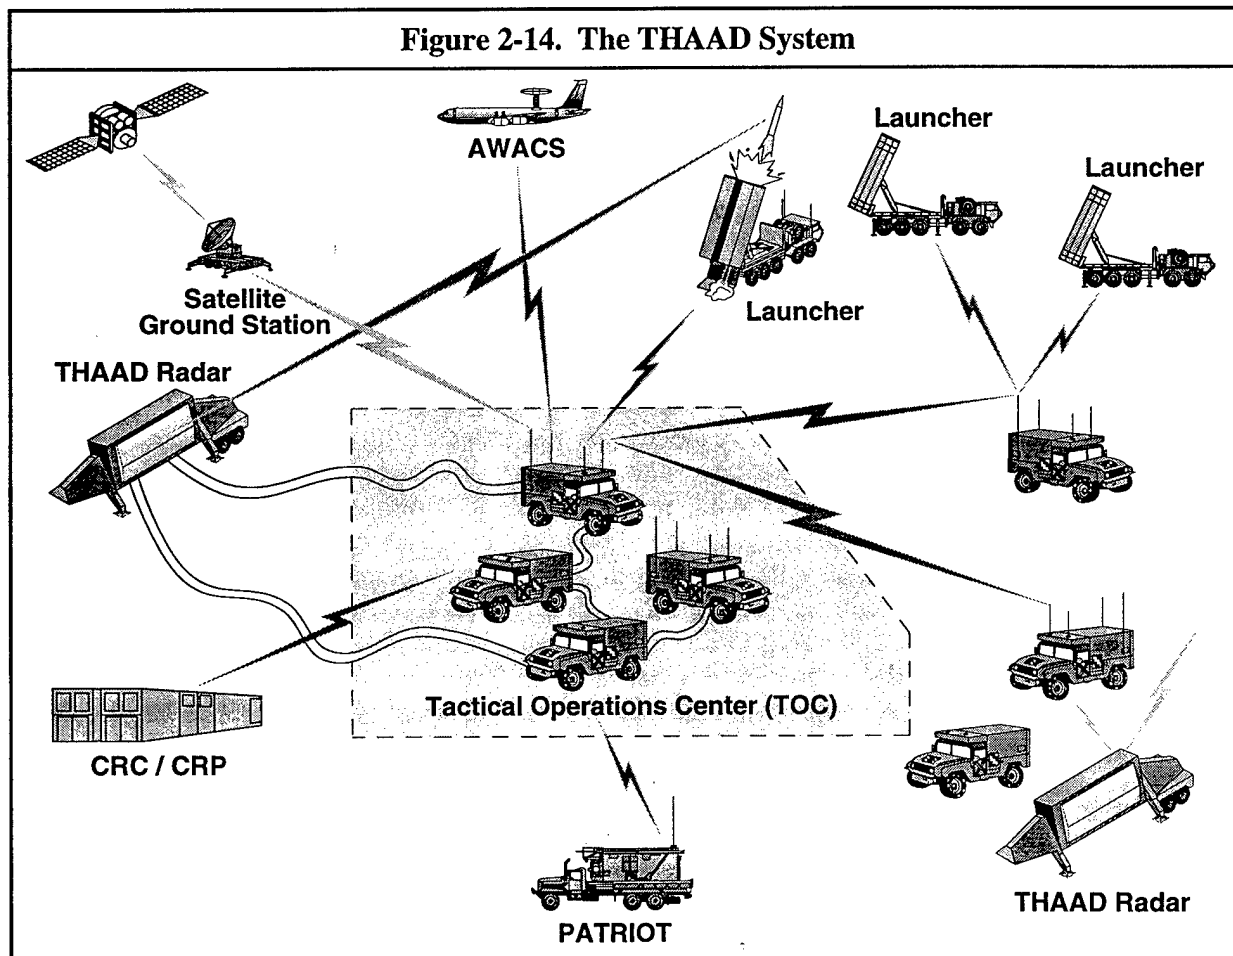 Figure 2-14. The THAAD System
AWACS
Launcher
Launcher
Launcher
Satellite
Ground Station
THAAD Radar
Tactical Operations Center (TOC)
CRC / CRP
PATRIOT
THAAD Radar